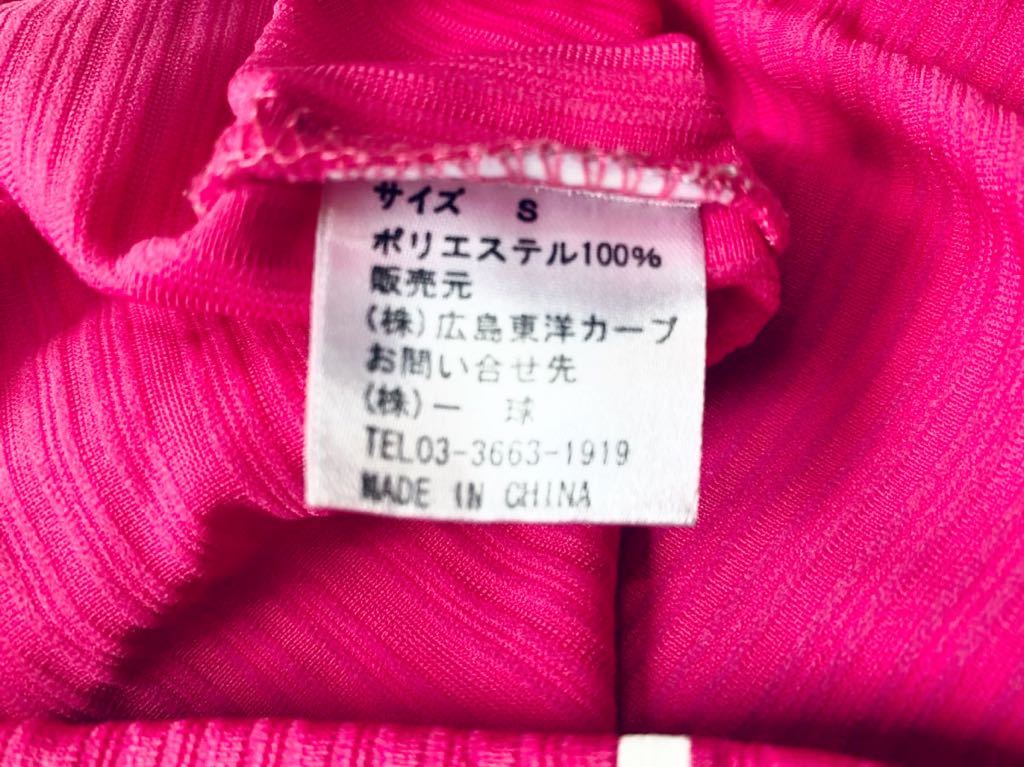 サイズ S
ポリエステル100%
販売元
(株)広島東洋カープ
お問い合せ先
(株)一 球
TEL03-3663-1919
MADE IN CHINA